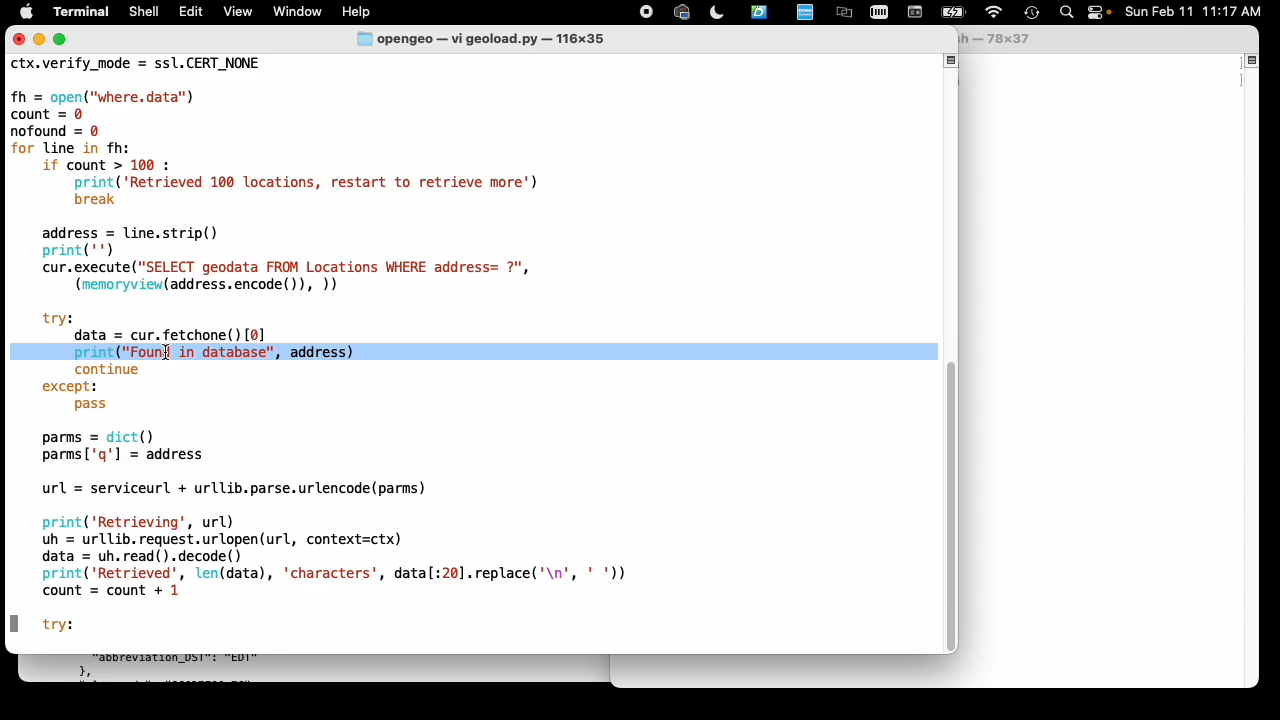 Terminal Shell Edit View Window Help Sun Feb 11 11:17 AM
opengeo — vi geoload.py — 116×35
sh — 78×37
ctx.verify_mode = ssl.CERT_NONE
fh = open("where.data")
count = 0
nofound = 0
for line in fh:
    if count > 100 :
        print('Retrieved 100 locations, restart to retrieve more')
        break
    address = line.strip()
    print('')
    cur.execute("SELECT geodata FROM Locations WHERE address= ?",
        (memoryview(address.encode()), ))
    try:
        data = cur.fetchone()[0]
        print("Found in database", address)
        continue
    except:
        pass
    parms = dict()
    parms['q'] = address
    url = serviceurl + urllib.parse.urlencode(parms)
    print('Retrieving', url)
    uh = urllib.request.urlopen(url, context=ctx)
    data = uh.read().decode()
    print('Retrieved', len(data), 'characters', data[:20].replace('\n', ' '))
    count = count + 1
    try:
"abbreviation_DST": "EDT"
},
]
]